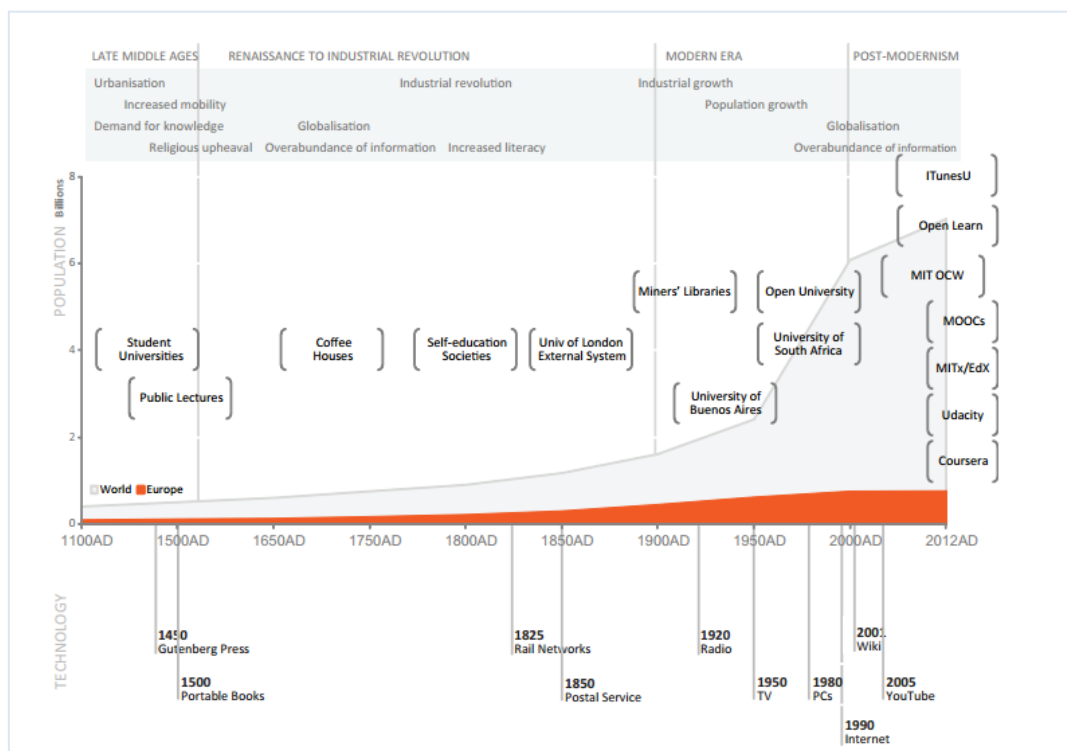 LATE MIDDLE AGES RENAISSANCE TO INDUSTRIAL REVOLUTION MODERN ERA POST-MODERNISM
Urbanisation Industrial revolution Industrial growth
Increased mobility Population growth
Demand for knowledge Globalisation Globalisation
Religious upheaval Overabundance of information Increased literacy Overabundance of information
POPULATION Billions
8
6
4
2
0
ITunesU
Open Learn
MIT OCW
Miners' Libraries
Open University
MOOCs
Student
Universities
Coffee
Houses
Self-education
Societies
Univ of London
External System
University of
South Africa
MITx/EdX
Public Lectures
University of
Buenos Aires
Udacity
Coursera
World Europe
1100AD 1500AD 1650AD 1750AD 1800AD 1850AD 1900AD 1950AD 2000AD 2012AD
TECHNOLOGY
1450
Gutenberg Press
1500
Portable Books
1825
Rail Networks
1850
Postal Service
1920
Radio
1950
TV
1980
PCs
1990
Internet
2001
Wiki
2005
YouTube